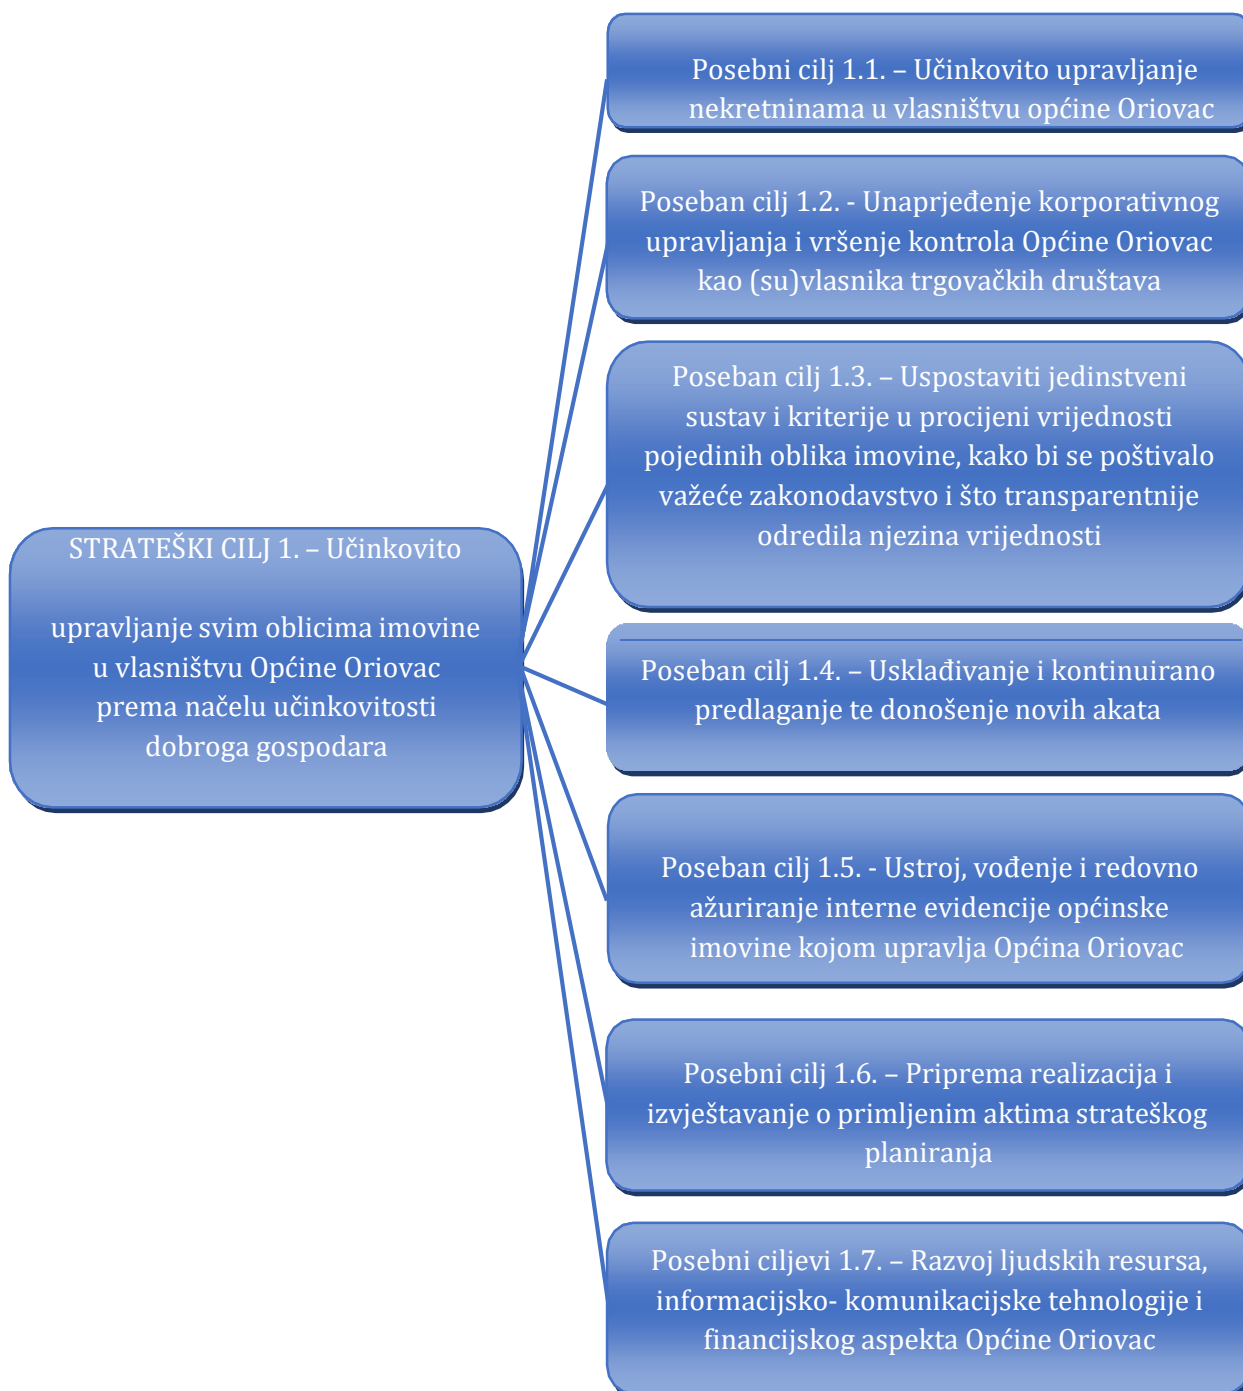 STRATEŠKI CILJ 1. – Učinkovito
upravljanje svim oblicima imovine
u vlasništvu Općine Oriovac
prema načelu učinkovitosti
dobroga gospodara
Posebni cilj 1.1. – Učinkovito upravljanje
nekretninama u vlasništvu općine Oriovac
Poseban cilj 1.2. - Unaprjeđenje korporativnog
upravljanja i vršenje kontrola Općine Oriovac
kao (su)vlasnika trgovačkih društava
Poseban cilj 1.3. – Uspostaviti jedinstveni
sustav i kriterije u procijeni vrijednosti
pojedinih oblika imovine, kako bi se poštivalo
važeće zakonodavstvo i što transparentnije
odredila njezina vrijednosti
Poseban cilj 1.4. – Usklađivanje i kontinuirano
predlaganje te donošenje novih akata
Poseban cilj 1.5. - Ustroj, vođenje i redovno
ažuriranje interne evidencije općinske
imovine kojom upravlja Općina Oriovac
Posebni cilj 1.6. – Priprema realizacija i
izvještavanje o primljenim aktima strateškog
planiranja
Posebni ciljevi 1.7. – Razvoj ljudskih resursa,
informacijsko- komunikacijske tehnologije i
financijskog aspekta Općine Oriovac